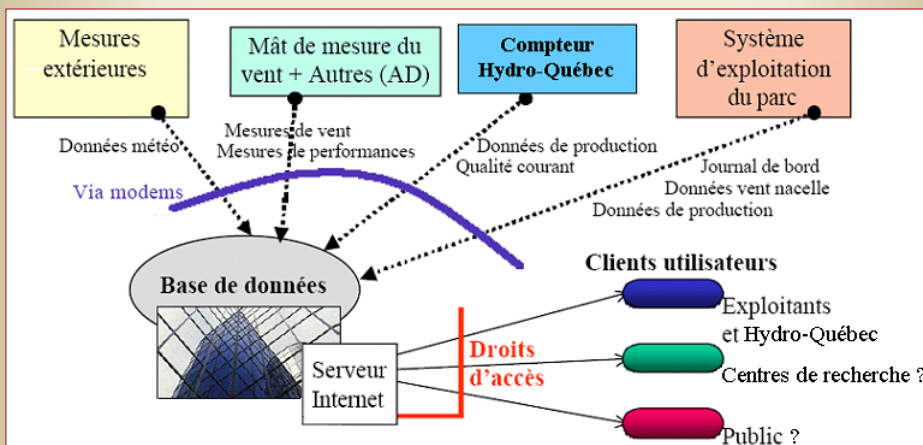 Mesures
extérieures
Mât de mesure du
vent + Autres (AD)
Compteur
Hydro-Québec
Système
d'exploitation
du parc
Données météo
Mesures de vent
Mesures de performances
Données de production
Qualité courant
Journal de bord
Données vent nacelle
Données de production
Via modems
Base de données
Clients utilisateurs
Exploitants
et Hydro-Québec
Serveur
Internet
Droits
d'accès
Centres de recherche ?
Public ?